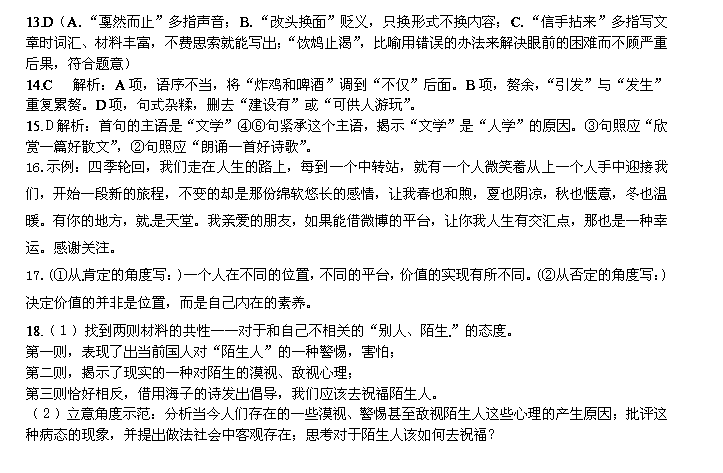 13.D（A.“戛然而止”多指声音；B.“改头换面”贬义，只换形式不换内容；C.“信手拈来”多指写文
章时词汇、材料丰富，不费思索就能写出；“饮鸩止渴”，比喻用错误的办法来解决眼前的困难而不顾严重
后果，符合题意）
14.C　解析：A 项，语序不当，将“炸鸡和啤酒”调到“不仅”后面。B 项，赘余，“引发”与“发生”
重复累赘。D 项，句式杂糅，删去“建设有”或“可供人游玩”。
15.D解析：首句的主语是“文学”④⑥句紧承这个主语，揭示“文学”是“人学”的原因。③句照应“欣
赏一篇好散文”，②句照应“朗诵一首好诗歌”。
16.示例：四季轮回，我们走在人生的路上，每到一个中转站，就有一个人微笑着从上一个人手中迎接我
们，开始一段新的旅程，不变的却是那份绵软悠长的感情，让我春也和煦，夏也阴凉，秋也惬意，冬也温
暖。有你的地方，就是天堂。我亲爱的朋友，如果能借微博的平台，让你我人生有交汇点，那也是一种幸
运。感谢关注。
17.(①从肯定的角度写:)一个人在不同的位置，不同的平台，价值的实现有所不同。(②从否定的角度写:)
决定价值的并非是位置，而是自己内在的素养。
18.（1）找到两则材料的共性——对于和自己不相关的“别人、陌生.”的态度。
第一则，表现了出当前国人对“陌生人”的一种警惕，害怕；
第二则，揭示了现实的一种对陌生的漠视、敌视心理；
第三则恰好相反，借用海子的诗发出倡导，我们应该去祝福陌生人。
（2）立意角度示范：分析当今人们存在的一些漠视、警惕甚至敌视陌生人这些心理的产生原因；批评这
种病态的现象，并提出做法社会中客观存在；思考对于陌生人该如何去祝福？